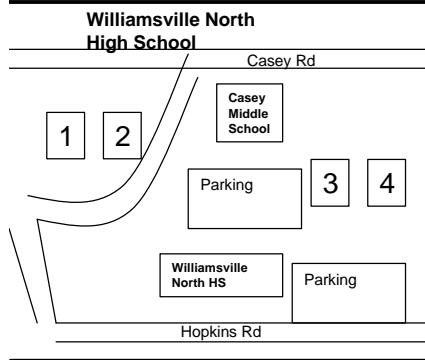 Williamsville North
High School
Casey Rd
Casey
Middle
School
1
2
Parking
3
4
Williamsville
North HS
Parking
Hopkins Rd